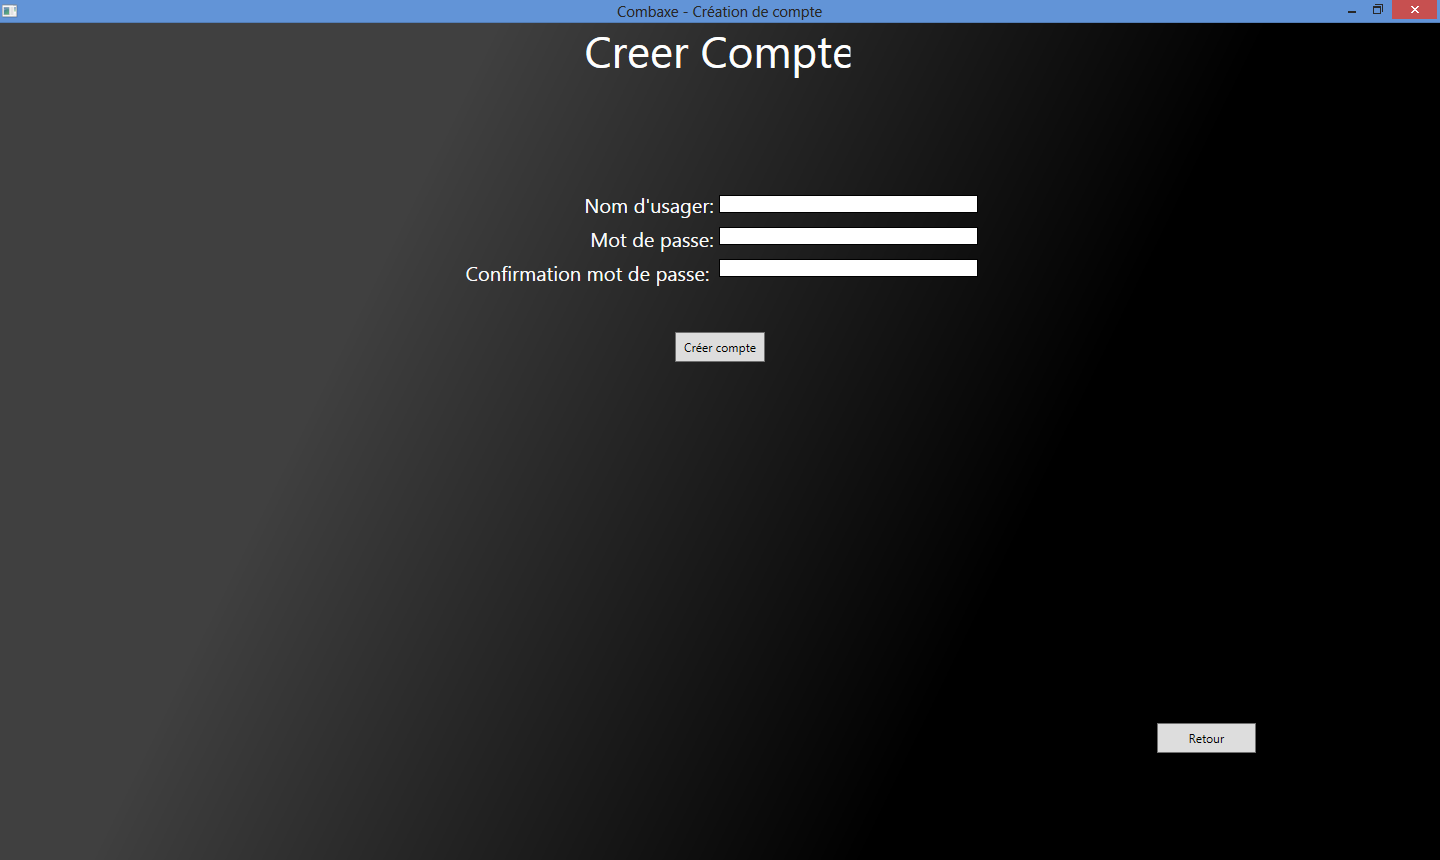 Combaxe - Création de compte
Creer Compte
Nom d'usager:
Mot de passe:
Confirmation mot de passe:
Créer compte
Retour